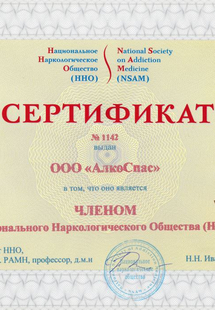 Национальное Наркологическое Общество (ННО)
National Society on Addiction Medicine (NSAM)
СЕРТИФИКАТ
№ 1142
выдан
ООО «АлкоСпас»
в том, что оно является
ЧЛЕНОМ
онального Наркологического Общества (Н
т ННО,
РАМН, профессор, д.м.н
Н.Н. Ива